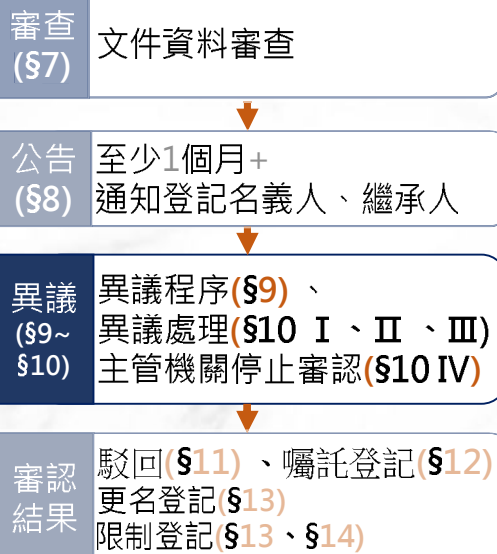 審查
(§7)
文件資料審查
公告
(§8)
至少1個月+
通知登記名義人、繼承人
異議
(§9~
§10)
異議程序(§9)、
異議處理(§10 Ⅰ、Ⅱ、Ⅲ)
主管機關停止審認(§10 IV)
審認
結果
駁回(§11)、囑託登記(§12)
更名登記(§13)
限制登記(§13、§14)